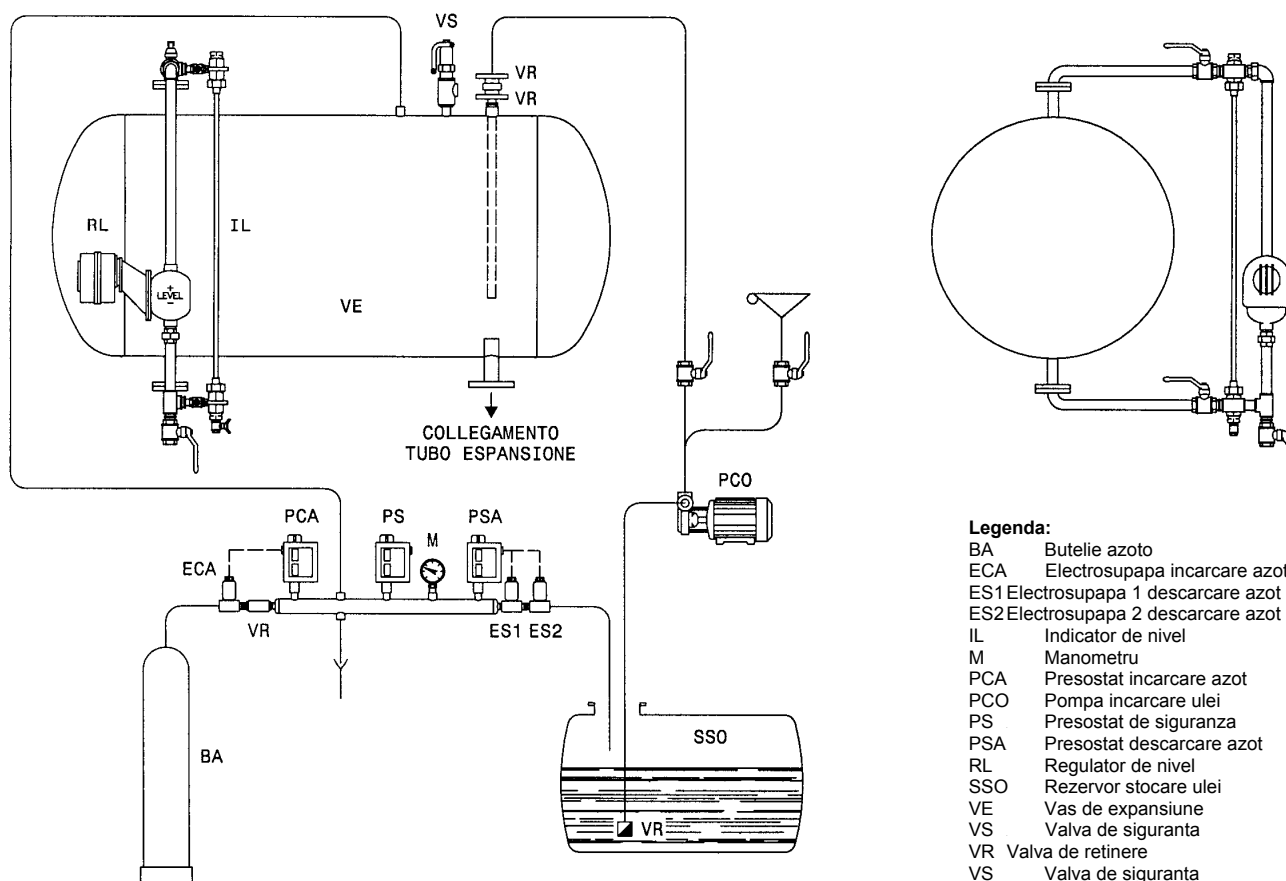 VS
VR
VR
RL
IL
+
LEVEL
-
VE
COLLEGAMENTO
TUBO ESPANSIONE
PCO
PCA
PS
PSA
M
ECA
VR
ES1 ES2
BA
SSO
VR
Legenda:
BA Butelie azoto
ECA Electrosupapa incarcare azot
ES1 Electrosupapa 1 descarcare azot
ES2 Electrosupapa 2 descarcare azot
IL Indicator de nivel
M Manometru
PCA Presostat incarcare azot
PCO Pompa incarcare ulei
PS Presostat de siguranza
PSA Presostat descarcare azot
RL Regulator de nivel
SSO Rezervor stocare ulei
VE Vas de expansiune
VS Valva de siguranta
VR Valva de retinere
VS Valva de siguranta